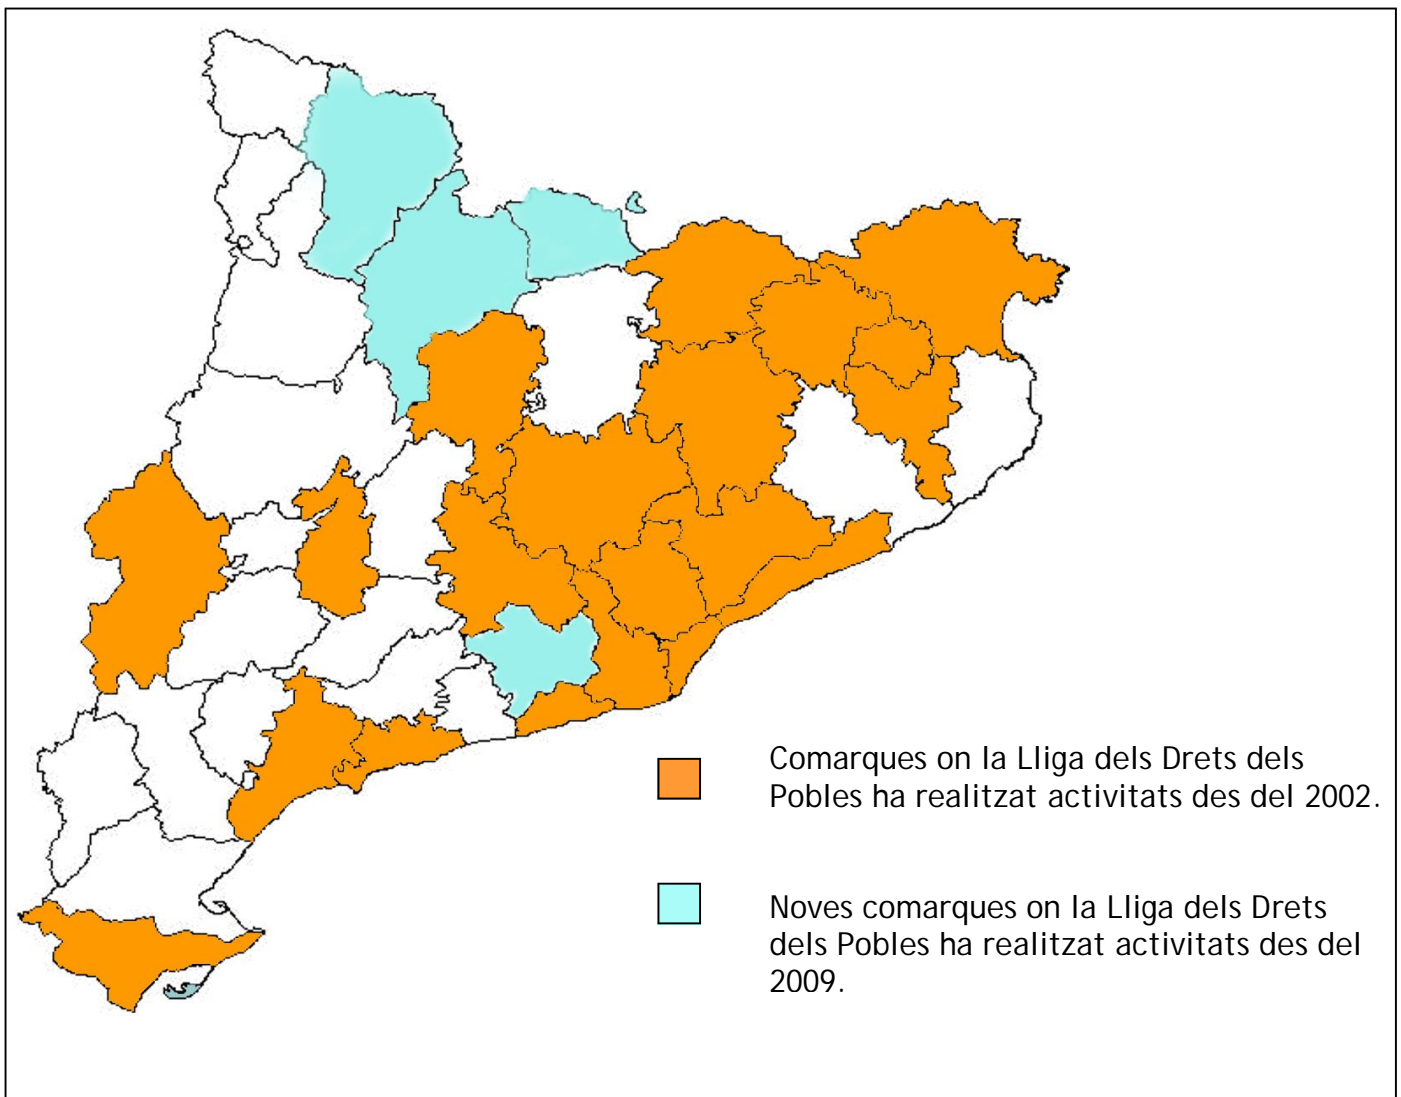 Comarques on la Lliga dels Drets dels
Pobles ha realitzat activitats des del 2002.
Noves comarques on la Lliga dels Drets
dels Pobles ha realitzat activitats des del
2009.